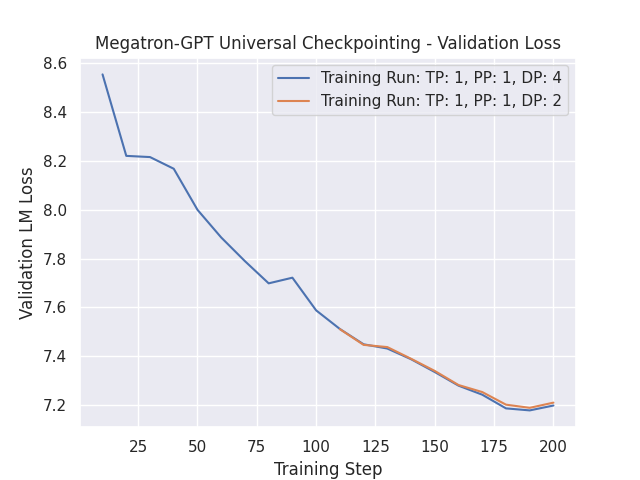 Megatron-GPT Universal Checkpointing - Validation Loss
Training Run: TP: 1, PP: 1, DP: 4
Training Run: TP: 1, PP: 1, DP: 2
Validation LM Loss
8.6
8.4
8.2
8.0
7.8
7.6
7.4
7.2
25 50 75 100 125 150 175 200
Training Step